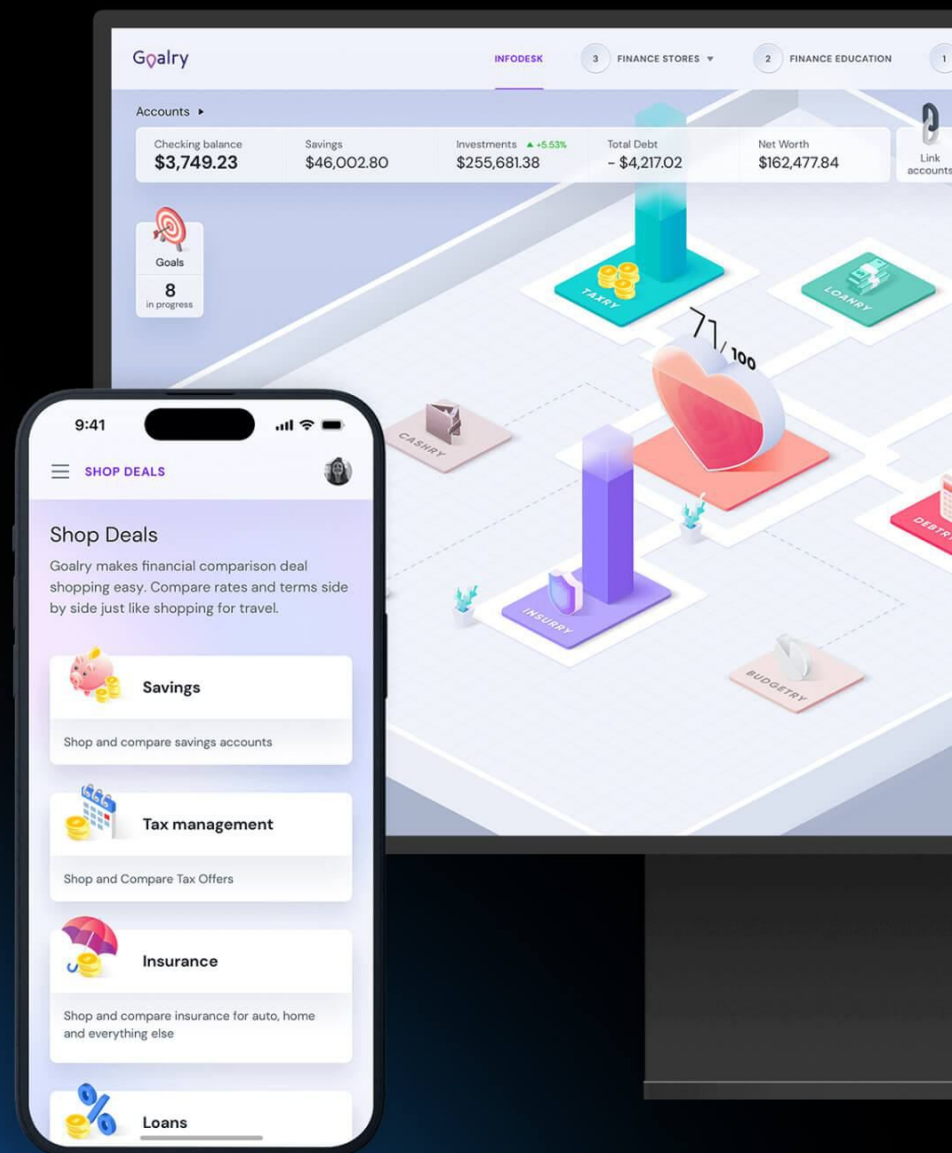 Goalry
INFODESK
3 FINANCE STORES
2 FINANCE EDUCATION
1
Accounts
Checking balance
$3,749.23
Savings
$46,002.80
Investments +5.53%
$255,681.38
Total Debt
- $4,217.02
Net Worth
$162,477.84
Link
accounts
Goals
8
in progress
TAXRY
LOANRY
71/100
CASHRY
DEBTRY
INSURRY
BUDGETRY
9:41
SHOP DEALS
Shop Deals
Goalry makes financial comparison deal
shopping easy. Compare rates and terms side
by side just like shopping for travel.
Savings
Shop and compare savings accounts
Tax management
Shop and Compare Tax Offers
Insurance
Shop and compare insurance for auto, home
and everything else
Loans